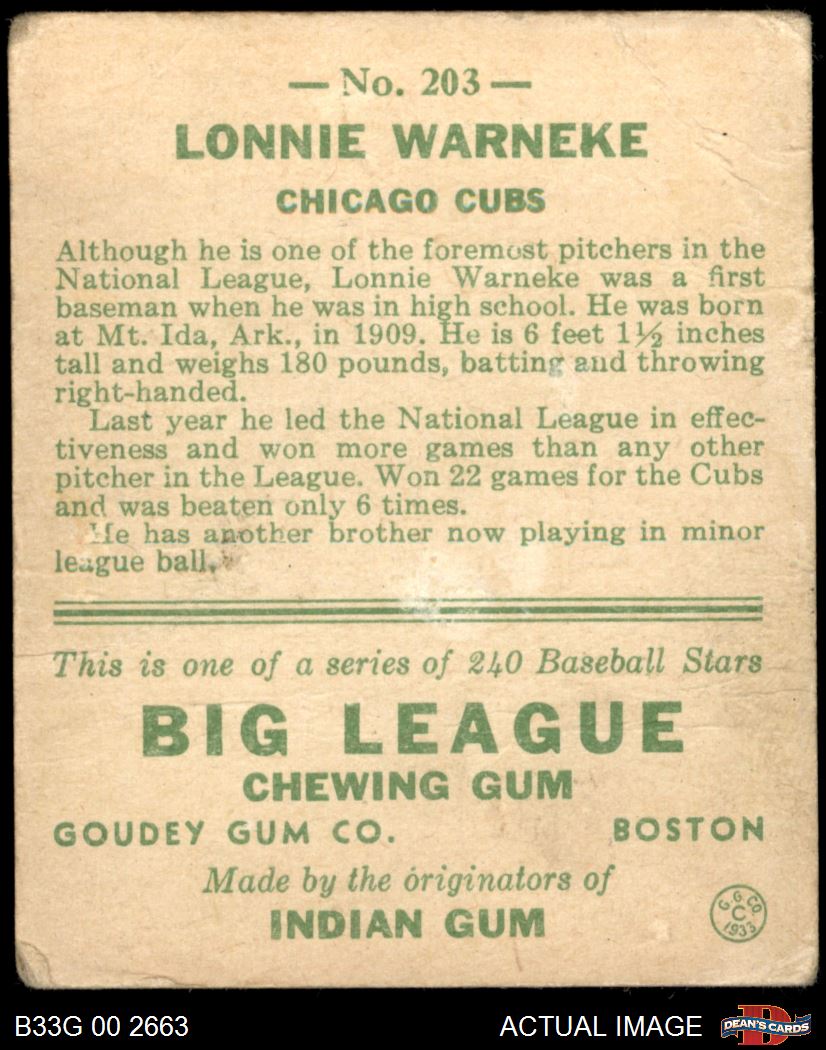 — No. 203 —
LONNIE WARNEKE
CHICAGO CUBS
Although he is one of the foremost pitchers in the
National League, Lonnie Warneke was a first
baseman when he was in high school. He was born
at Mt. Ida, Ark., in 1909. He is 6 feet 1½ inches
tall and weighs 180 pounds, batting and throwing
right-handed.
Last year he led the National League in effec-
tiveness and won more games than any other
pitcher in the League. Won 22 games for the Cubs
and was beaten only 6 times.
He has another brother now playing in minor
league ball.
This is one of a series of 240 Baseball Stars
BIG LEAGUE
CHEWING GUM
GOUDEY GUM CO. BOSTON
Made by the originators of
INDIAN GUM
G. G. CO.
C
1933
B33G 00 2663
ACTUAL IMAGE
D
DEAN'S CARDS